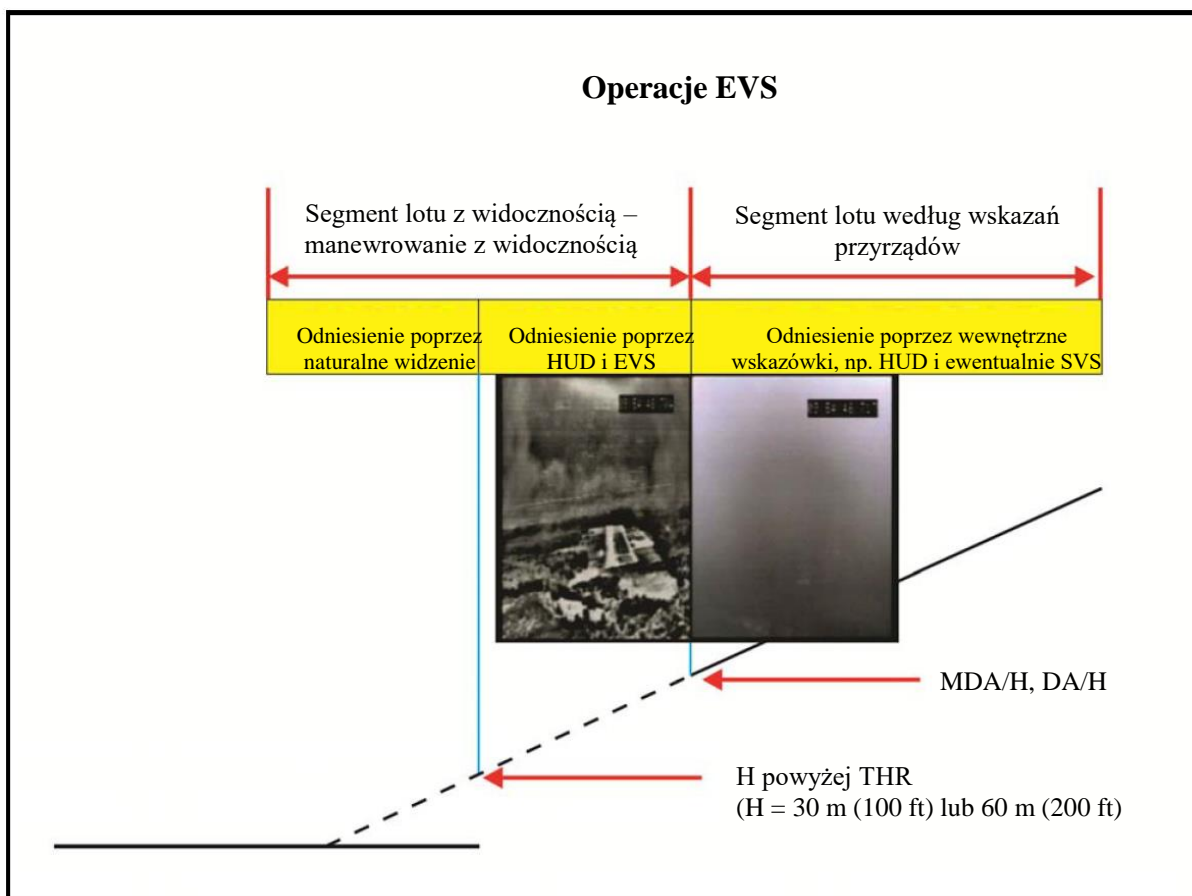 Operacje EVS
Segment lotu z widocznością –
manewrowanie z widocznością
Segment lotu według wskazań
przyrządów
Odniesienie poprzez
naturalne widzenie
Odniesienie poprzez
HUD i EVS
Odniesienie poprzez wewnętrzne
wskazówki, np. HUD i ewentualnie SVS
MDA/H, DA/H
H powyżej THR
(H = 30 m (100 ft) lub 60 m (200 ft)